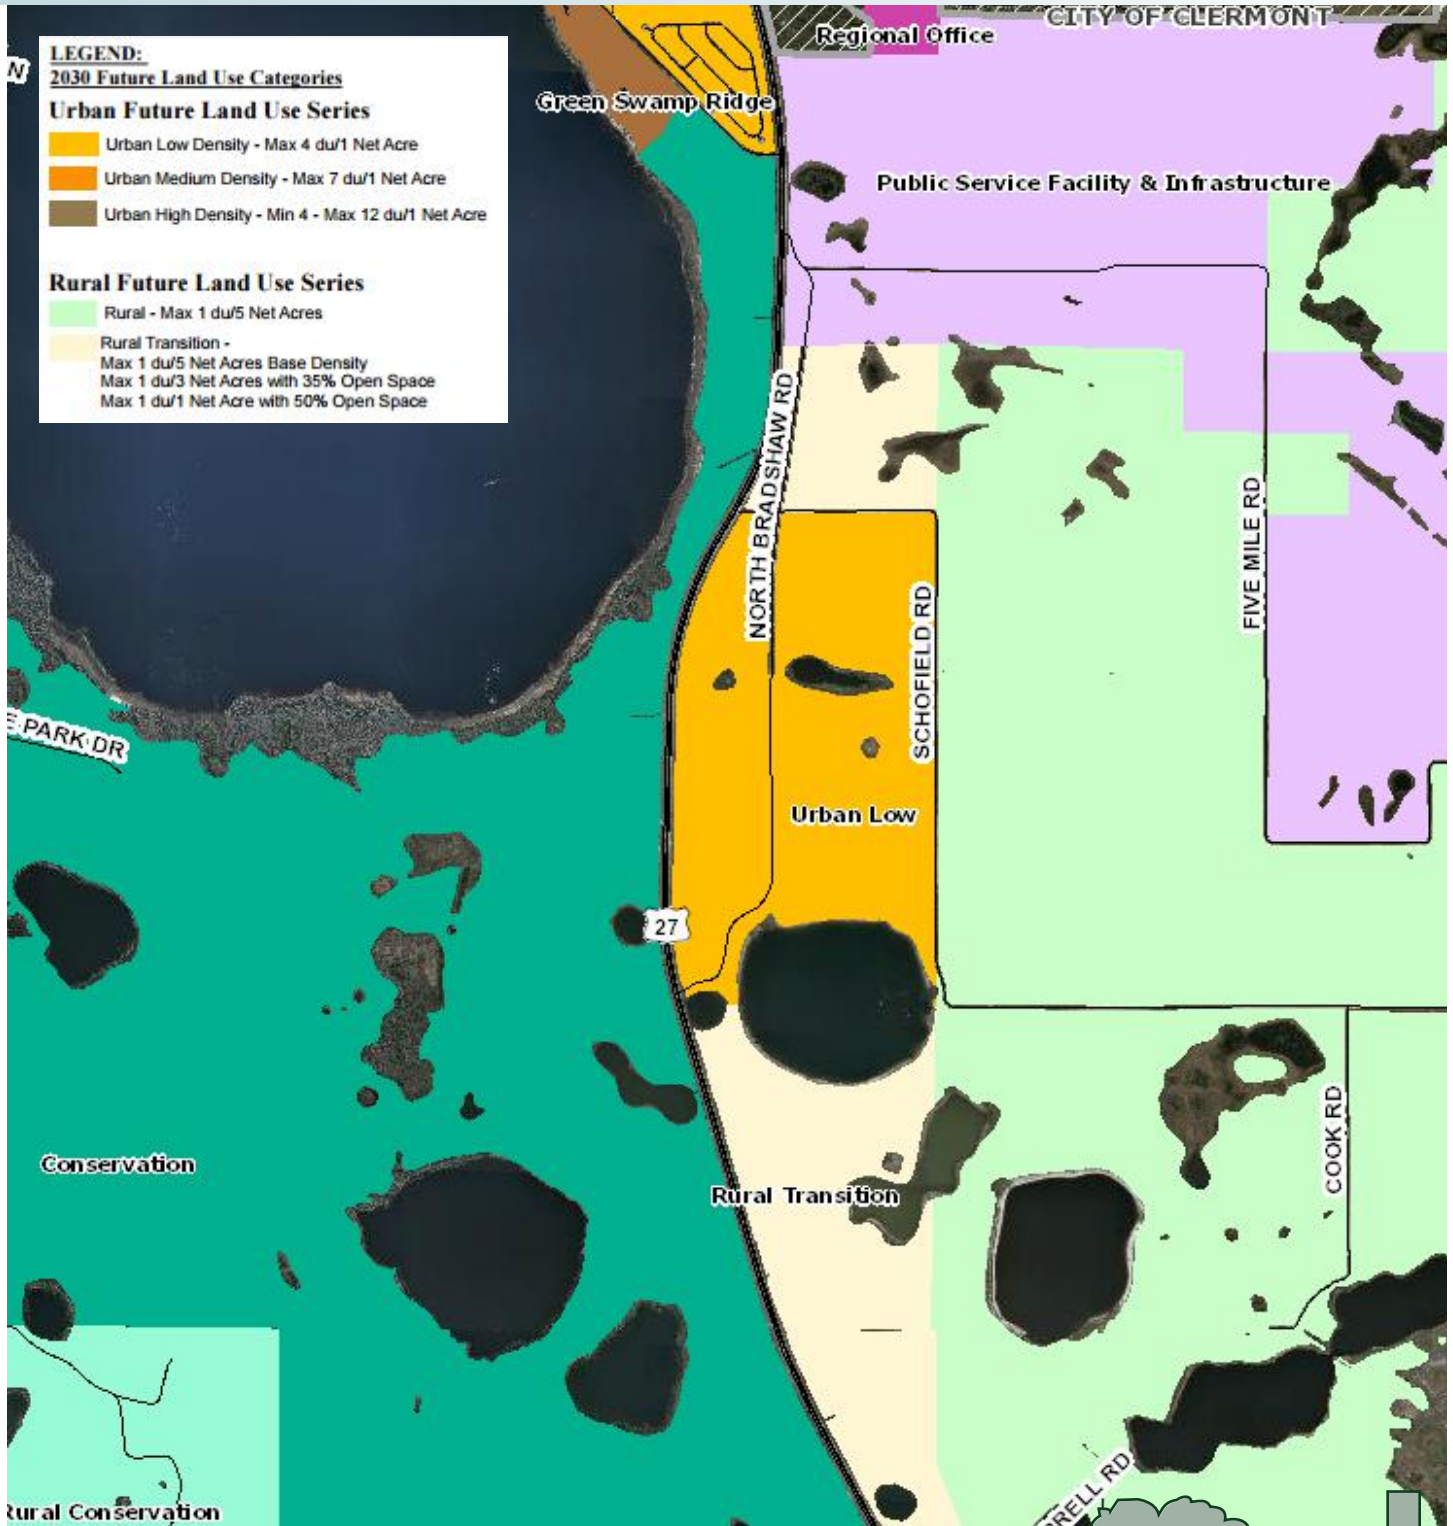 CITY OF CLERMONT
Regional Office
LEGEND:
2030 Future Land Use Categories
Urban Future Land Use Series
Urban Low Density - Max 4 du/1 Net Acre
Urban Medium Density - Max 7 du/1 Net Acre
Urban High Density - Min 4 - Max 12 du/1 Net Acre
Rural Future Land Use Series
Rural - Max 1 du/5 Net Acres
Rural Transition -
Max 1 du/5 Net Acres Base Density
Max 1 du/3 Net Acres with 35% Open Space
Max 1 du/1 Net Acre with 50% Open Space
N
Green Swamp Ridge
Public Service Facility & Infrastructure
NORTH BRADSHAW RD
SCHOFIELD RD
FIVE MILE RD
E PARK DR
Urban Low
27
COOK RD
Conservation
Rural Transition
RRELL RD
Rural Conservation